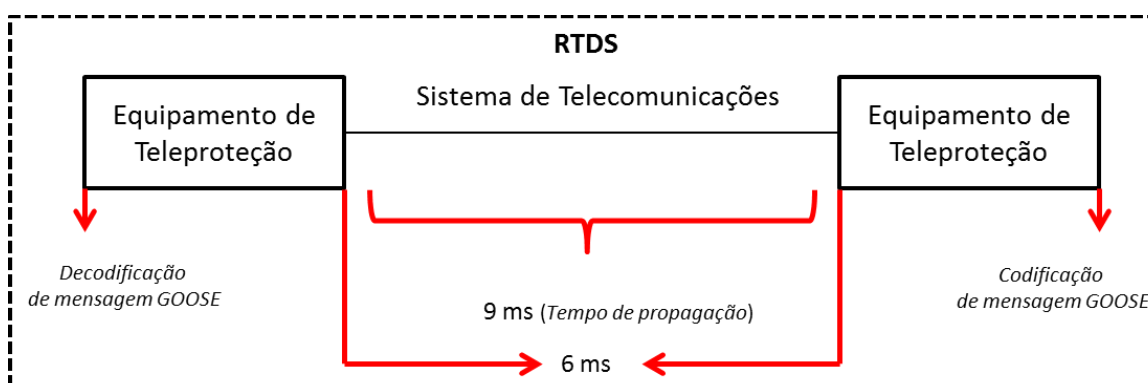 RTDS
Equipamento de
Teleproteção
Sistema de Telecomunicações
Equipamento de
Teleproteção
Decodificação
de mensagem GOOSE
Codificação
de mensagem GOOSE
9 ms (Tempo de propagação)
6 ms